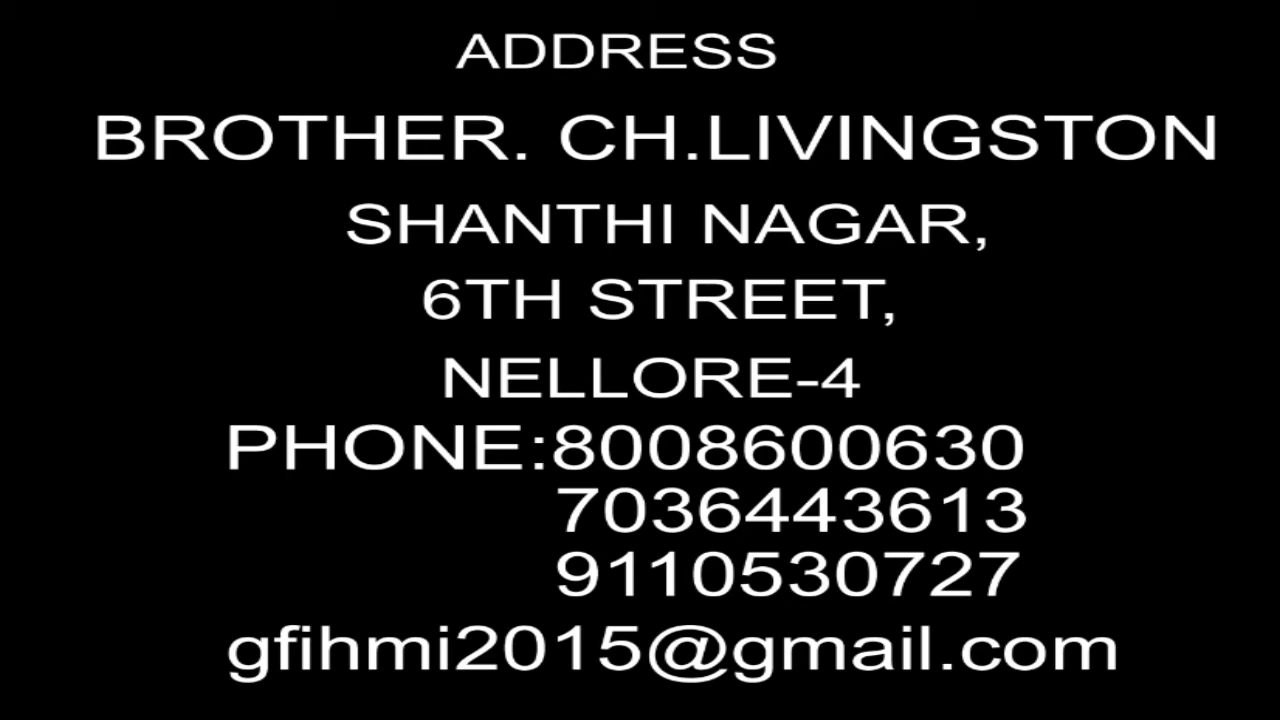 ADDRESS
BROTHER. CH.LIVINGSTON
SHANTHI NAGAR,
6TH STREET,
NELLORE-4
PHONE:8008600630
7036443613
9110530727
gfihmi2015@gmail.com